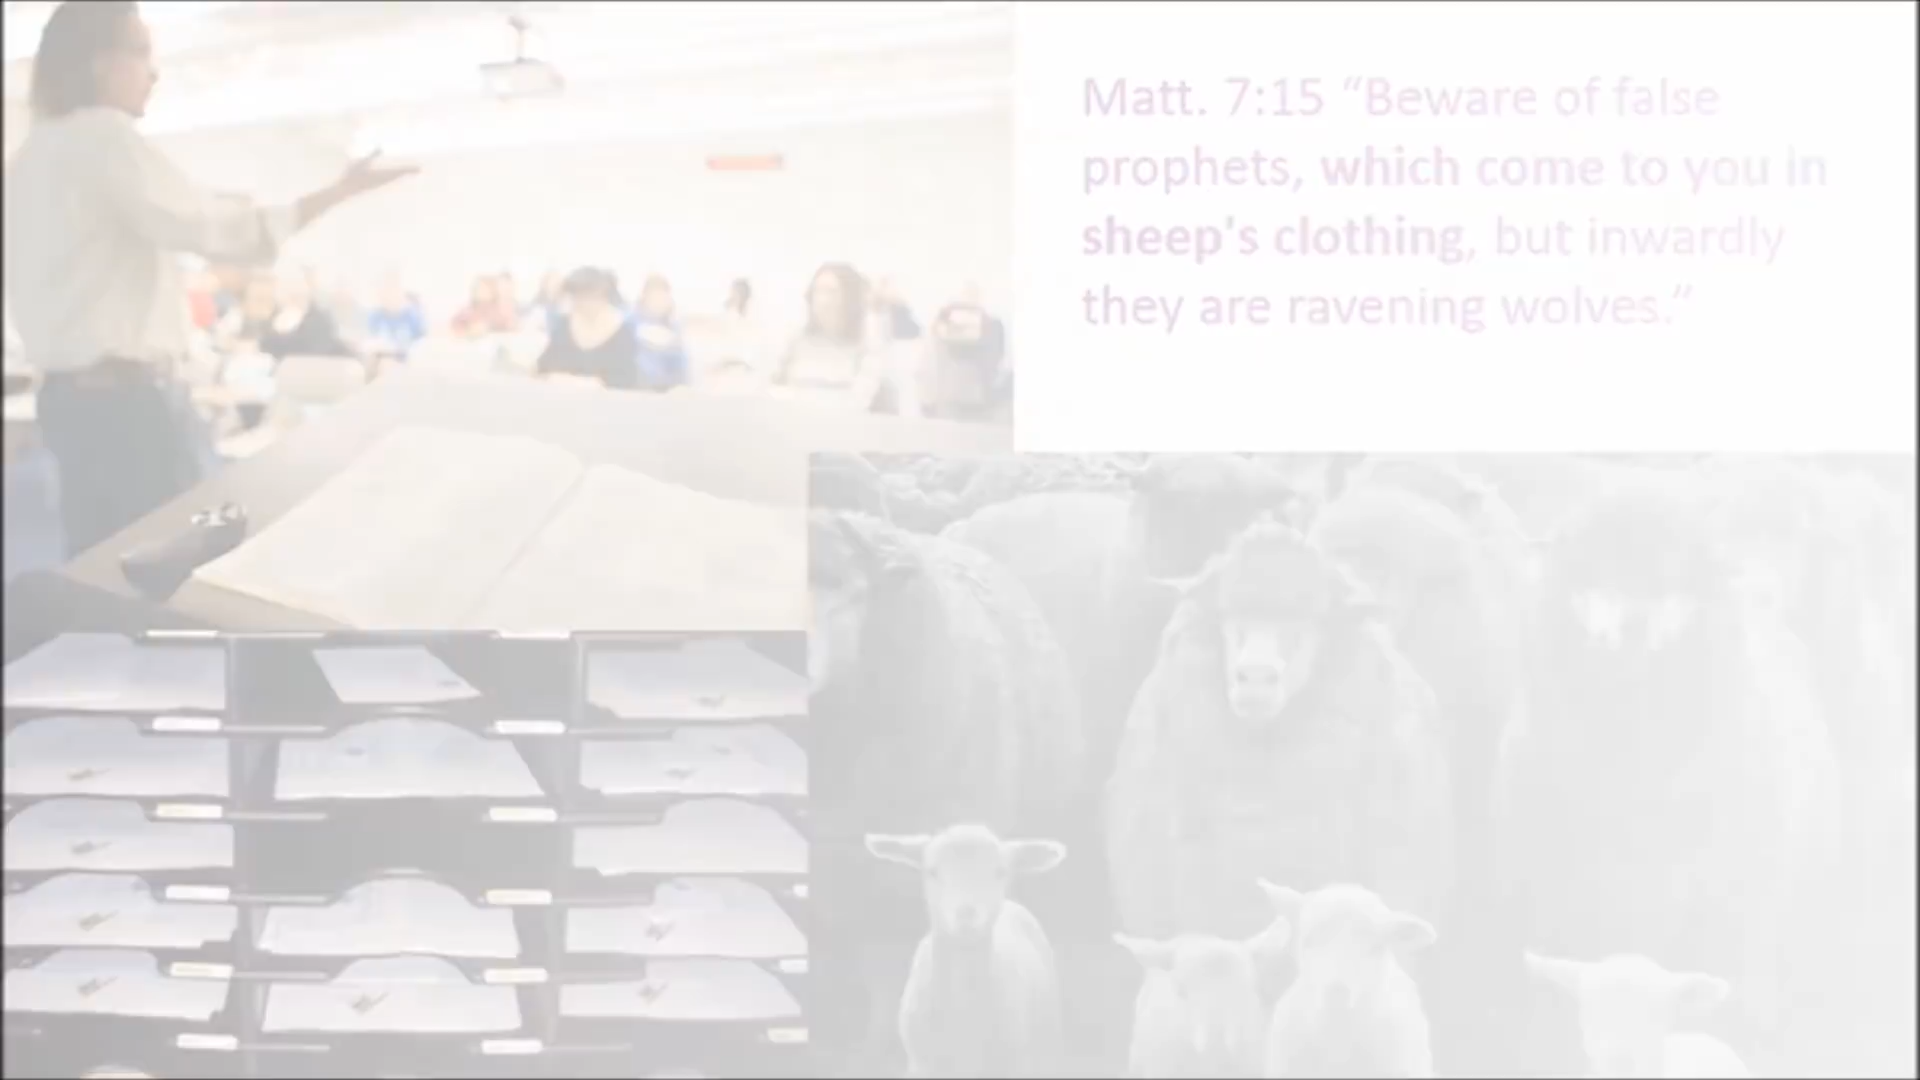 Matt. 7:15 “Beware of false
prophets, which come to you in
sheep's clothing, but inwardly
they are ravening wolves.”